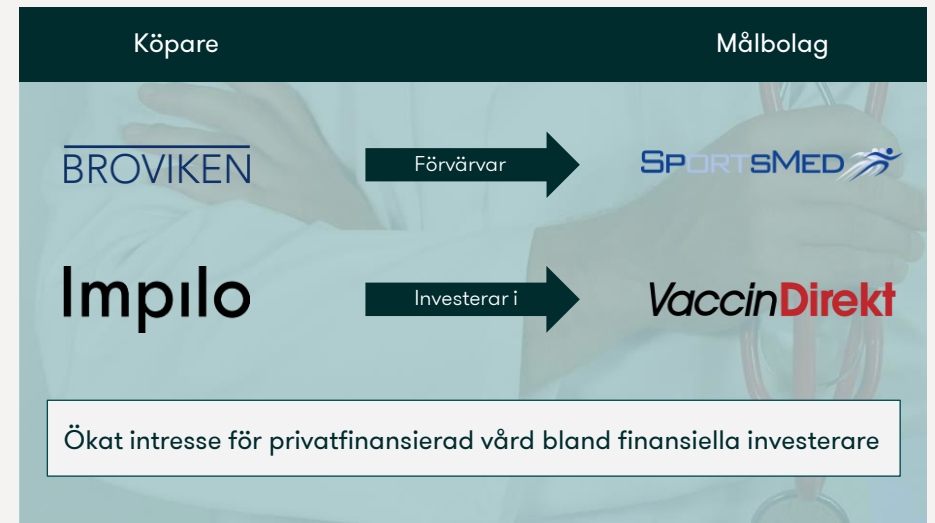 Köpare
Målbolag
BROVIKEN
Förvärvar
SPORTSMED
Impilo
Investerar i
VaccinDirekt
Ökat intresse för privatfinansierad vård bland finansiella investerare